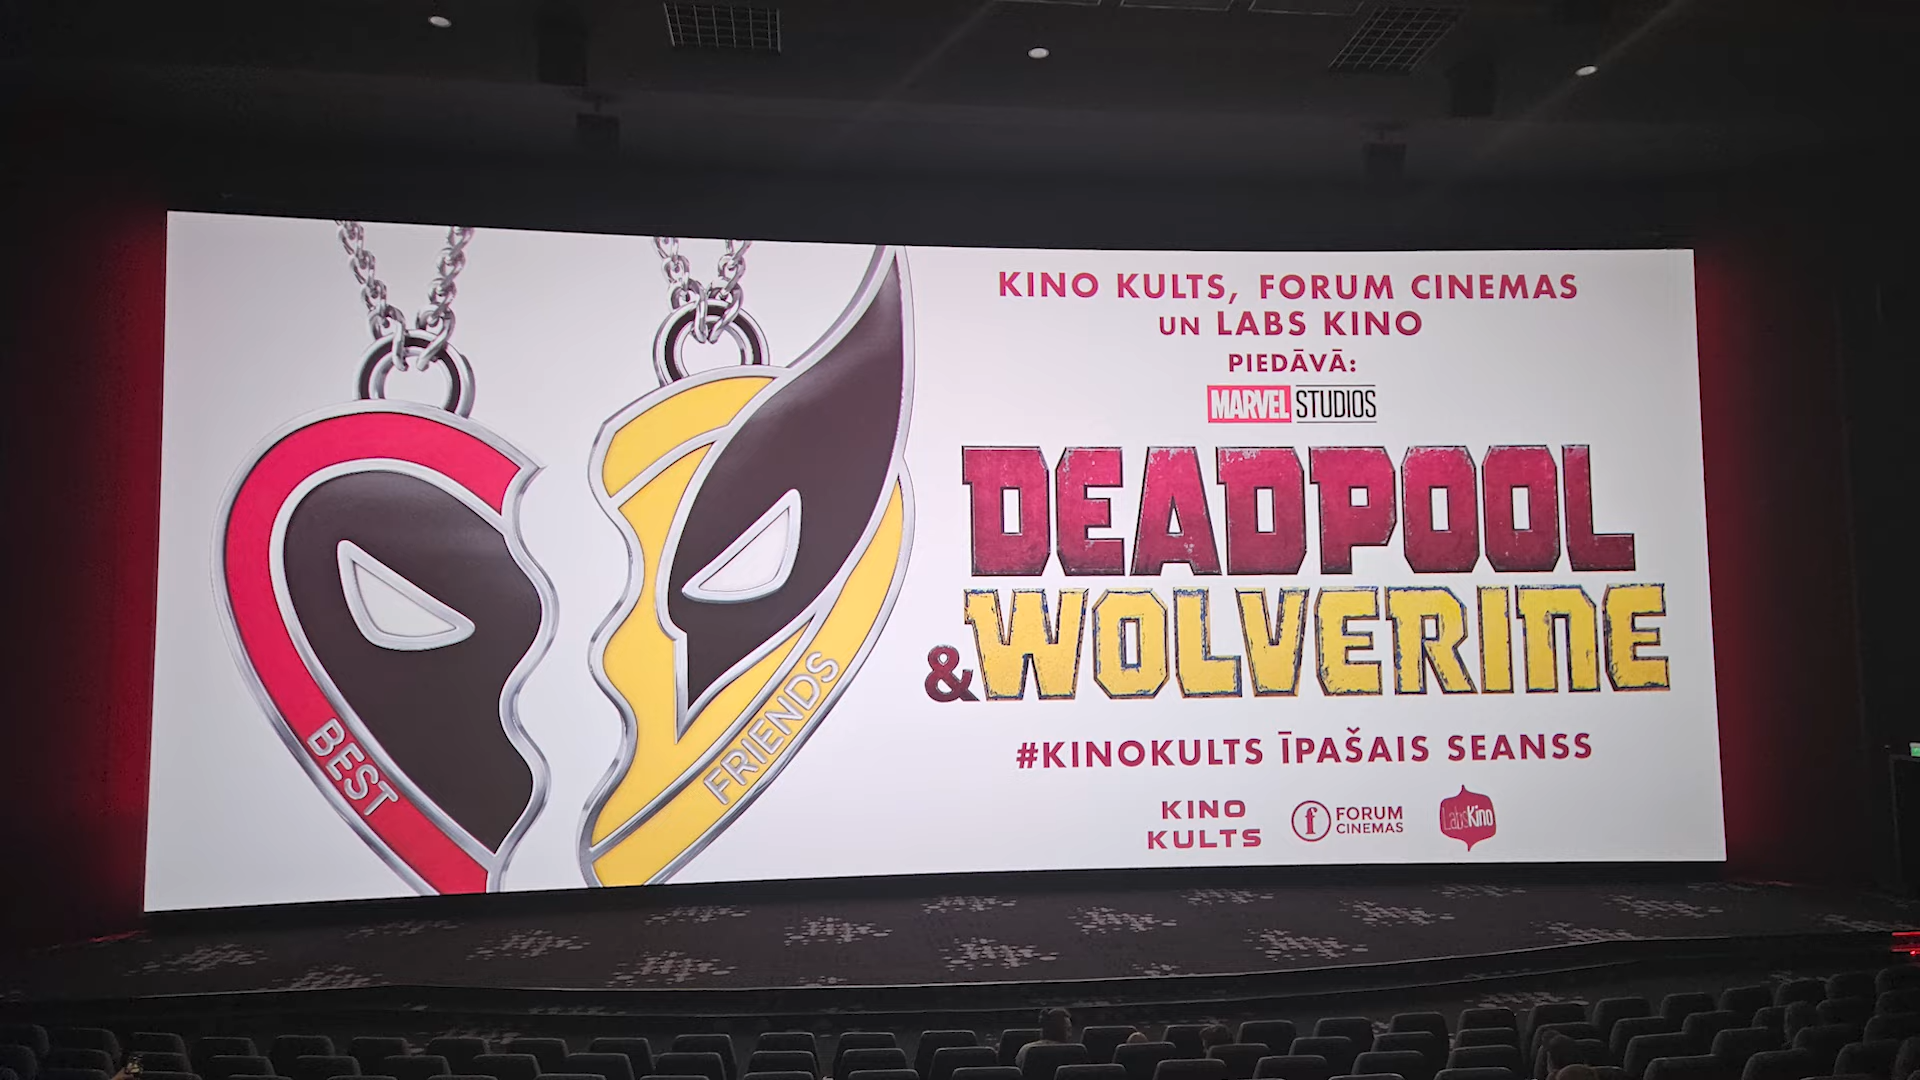 BEST
FRIENDS
KINO KULTS, FORUM CINEMAS
UN LABS KINO
PIEDĀVĀ:
MARVEL STUDIOS
DEADPOOL
&WOLVERINE
#KINOKULTS ĪPAŠAIS SEANSS
KINO
KULTS
f FORUM
CINEMAS
LabsKino